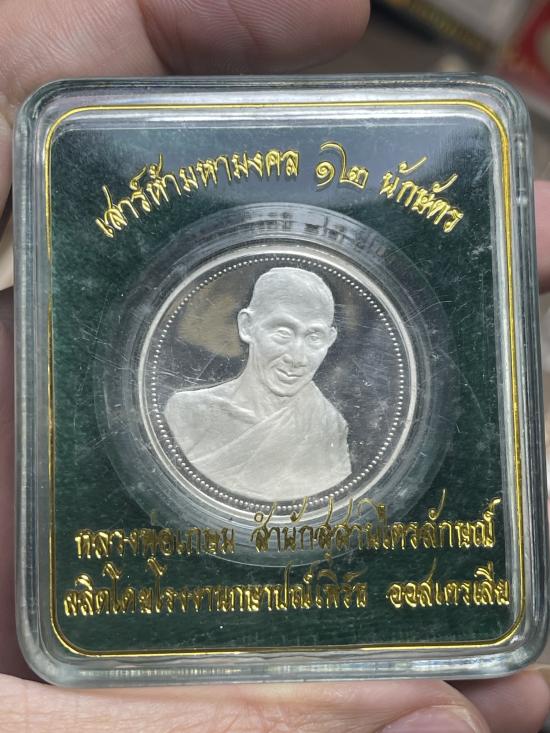 เสาร์ห้ามหามงคล ๑๒ นักษัตร
หลวงพ่อเกษม สำนักสุสานไตรลักษณ์
ผลิตโดยโรงงานกษาปณ์เพิร์ธ ออสเตรเลีย